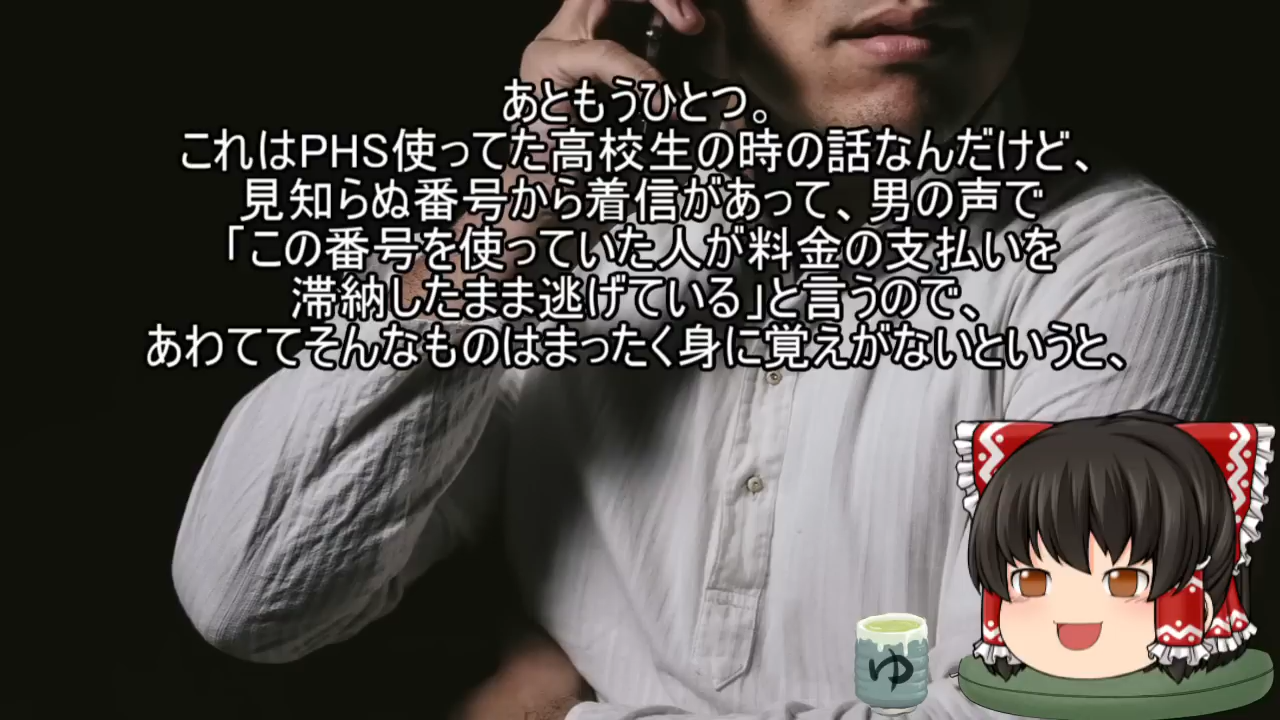 あともうひとつ。
これはPHS使ってた高校生の時の話なんだけど、
見知らぬ番号から着信があって、男の声で
「この番号を使っていた人が料金の支払いを
滞納したまま逃げている」と言うので、
あわててそんなものはまったく身に覚えがないというと、
ゆ